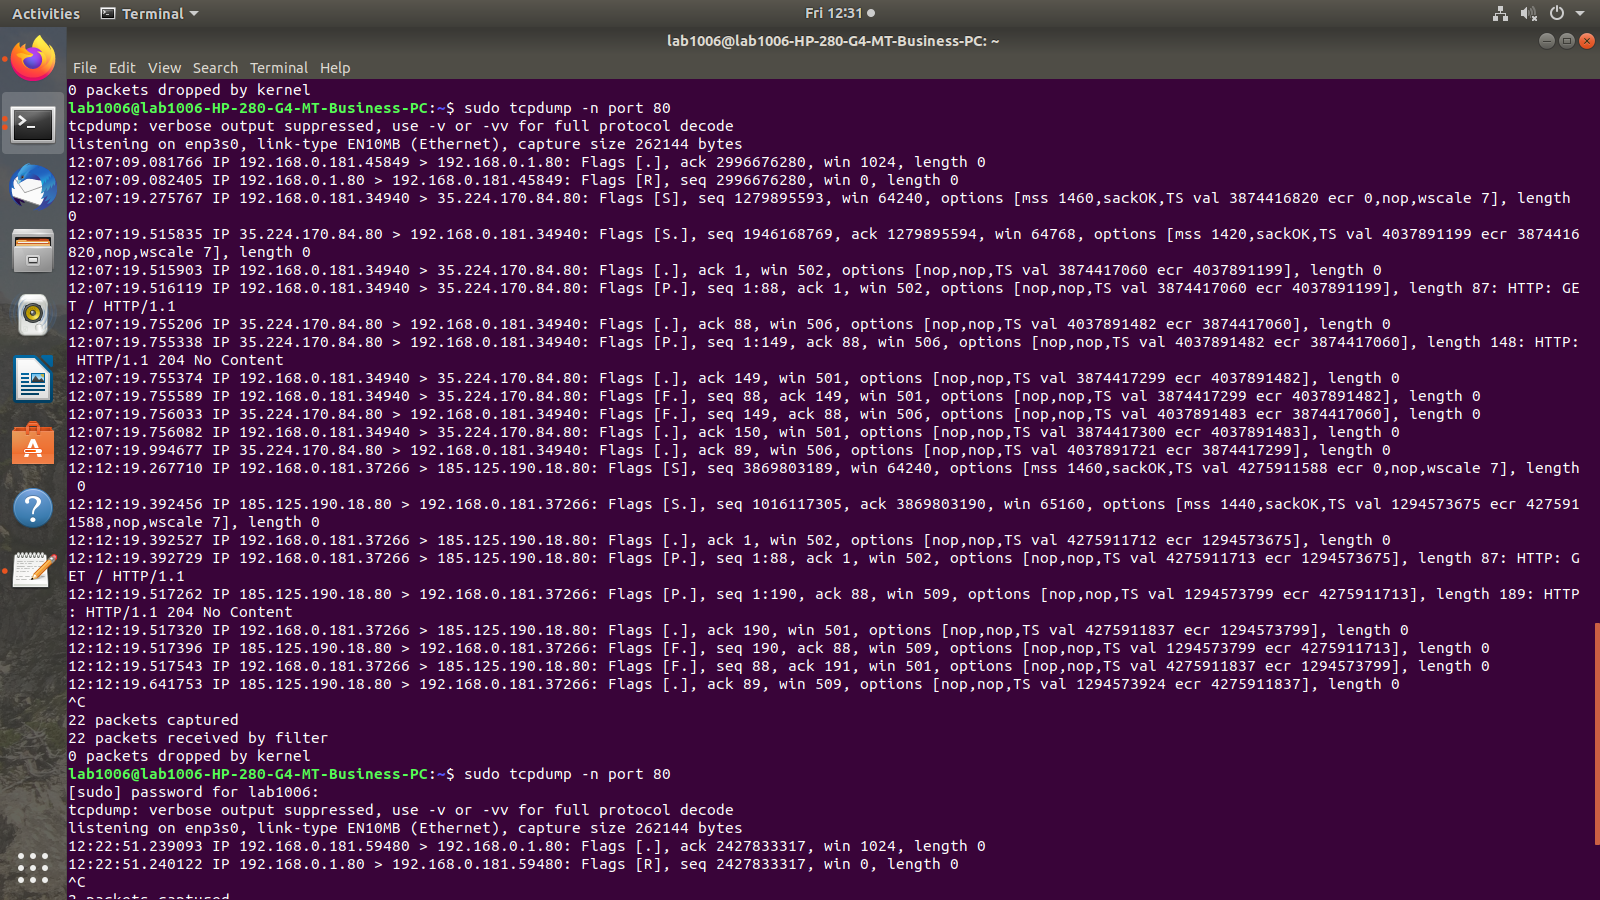 Activities
Terminal
Fri 12:31
lab1006@lab1006-HP-280-G4-MT-Business-PC: ~
File Edit View Search Terminal Help
0 packets dropped by kernel
lab1006@lab1006-HP-280-G4-MT-Business-PC:~$ sudo tcpdump -n port 80
tcpdump: verbose output suppressed, use -v or -vv for full protocol decode
listening on enp3s0, link-type EN10MB (Ethernet), capture size 262144 bytes
12:07:09.081766 IP 192.168.0.181.45849 > 192.168.0.1.80: Flags [.], ack 2996676280, win 1024, length 0
12:07:09.082405 IP 192.168.0.1.80 > 192.168.0.181.45849: Flags [R], seq 2996676280, win 0, length 0
12:07:19.275767 IP 192.168.0.181.34940 > 35.224.170.84.80: Flags [S], seq 1279895593, win 64240, options [mss 1460,sackOK,TS val 3874416820 ecr 0,nop,wscale 7], length
0
12:07:19.515835 IP 35.224.170.84.80 > 192.168.0.181.34940: Flags [S.], seq 1946168769, ack 1279895594, win 64768, options [mss 1420,sackOK,TS val 4037891199 ecr 3874416
820,nop,wscale 7], length 0
12:07:19.515903 IP 192.168.0.181.34940 > 35.224.170.84.80: Flags [.], ack 1, win 502, options [nop,nop,TS val 3874417060 ecr 4037891199], length 0
12:07:19.516119 IP 192.168.0.181.34940 > 35.224.170.84.80: Flags [P.], seq 1:88, ack 1, win 502, options [nop,nop,TS val 3874417060 ecr 4037891199], length 87: HTTP: GE
T / HTTP/1.1
12:07:19.755206 IP 35.224.170.84.80 > 192.168.0.181.34940: Flags [.], ack 88, win 506, options [nop,nop,TS val 4037891482 ecr 3874417060], length 0
12:07:19.755338 IP 35.224.170.84.80 > 192.168.0.181.34940: Flags [P.], seq 1:149, ack 88, win 506, options [nop,nop,TS val 4037891482 ecr 3874417060], length 148: HTTP:
HTTP/1.1 204 No Content
12:07:19.755374 IP 192.168.0.181.34940 > 35.224.170.84.80: Flags [.], ack 149, win 501, options [nop,nop,TS val 3874417299 ecr 4037891482], length 0
12:07:19.755589 IP 192.168.0.181.34940 > 35.224.170.84.80: Flags [F.], seq 88, ack 149, win 501, options [nop,nop,TS val 3874417299 ecr 4037891482], length 0
12:07:19.756033 IP 35.224.170.84.80 > 192.168.0.181.34940: Flags [F.], seq 149, ack 88, win 506, options [nop,nop,TS val 4037891483 ecr 3874417060], length 0
12:07:19.756082 IP 192.168.0.181.34940 > 35.224.170.84.80: Flags [.], ack 150, win 501, options [nop,nop,TS val 3874417300 ecr 4037891483], length 0
12:07:19.994677 IP 35.224.170.84.80 > 192.168.0.181.34940: Flags [.], ack 89, win 506, options [nop,nop,TS val 4037891721 ecr 3874417299], length 0
12:12:19.267710 IP 192.168.0.181.37266 > 185.125.190.18.80: Flags [S], seq 3869803189, win 64240, options [mss 1460,sackOK,TS val 4275911588 ecr 0,nop,wscale 7], length
0
12:12:19.392456 IP 185.125.190.18.80 > 192.168.0.181.37266: Flags [S.], seq 1016117305, ack 3869803190, win 65160, options [mss 1440,sackOK,TS val 1294573675 ecr 427591
1588,nop,wscale 7], length 0
12:12:19.392527 IP 192.168.0.181.37266 > 185.125.190.18.80: Flags [.], ack 1, win 502, options [nop,nop,TS val 4275911712 ecr 1294573675], length 0
12:12:19.392729 IP 192.168.0.181.37266 > 185.125.190.18.80: Flags [P.], seq 1:88, ack 1, win 502, options [nop,nop,TS val 4275911713 ecr 1294573675], length 87: HTTP: G
ET / HTTP/1.1
12:12:19.517262 IP 185.125.190.18.80 > 192.168.0.181.37266: Flags [P.], seq 1:190, ack 88, win 509, options [nop,nop,TS val 1294573799 ecr 4275911713], length 189: HTTP
: HTTP/1.1 204 No Content
12:12:19.517320 IP 192.168.0.181.37266 > 185.125.190.18.80: Flags [.], ack 190, win 501, options [nop,nop,TS val 4275911837 ecr 1294573799], length 0
12:12:19.517396 IP 185.125.190.18.80 > 192.168.0.181.37266: Flags [F.], seq 190, ack 88, win 509, options [nop,nop,TS val 1294573799 ecr 4275911713], length 0
12:12:19.517543 IP 192.168.0.181.37266 > 185.125.190.18.80: Flags [F.], seq 88, ack 191, win 501, options [nop,nop,TS val 4275911837 ecr 1294573799], length 0
12:12:19.641753 IP 185.125.190.18.80 > 192.168.0.181.37266: Flags [.], ack 89, win 509, options [nop,nop,TS val 1294573924 ecr 4275911837], length 0
^C
22 packets captured
22 packets received by filter
0 packets dropped by kernel
lab1006@lab1006-HP-280-G4-MT-Business-PC:~$ sudo tcpdump -n port 80
[sudo] password for lab1006:
tcpdump: verbose output suppressed, use -v or -vv for full protocol decode
listening on enp3s0, link-type EN10MB (Ethernet), capture size 262144 bytes
12:22:51.239093 IP 192.168.0.181.59480 > 192.168.0.1.80: Flags [.], ack 2427833317, win 1024, length 0
12:22:51.240122 IP 192.168.0.1.80 > 192.168.0.181.59480: Flags [R], seq 2427833317, win 0, length 0
^C
packets captured